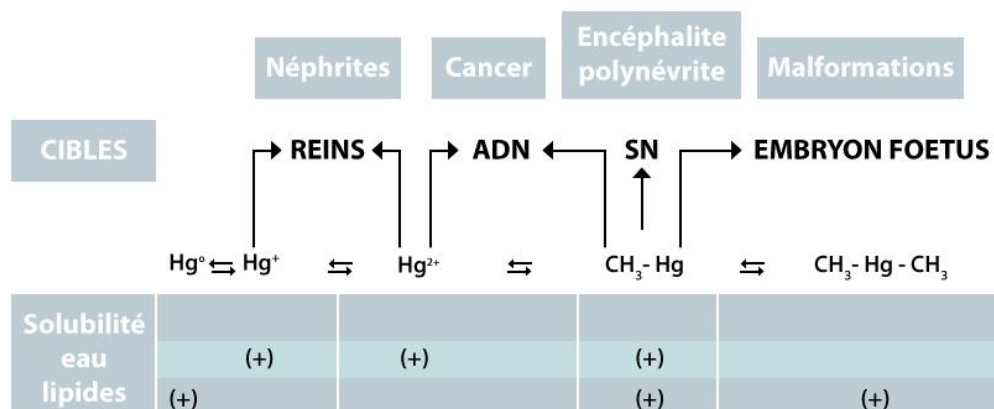 Néphrites
Cancer
Encéphalite
polynévrite
Malformations
CIBLES
REINS
ADN
SN
EMBRYON FOETUS
Hg° ⇆ Hg⁺ ⇆ Hg²⁺ ⇆ CH₃- Hg ⇆ CH₃- Hg - CH₃
Solubilité
eau
(+) (+) (+)
lipides
(+) (+) (+)